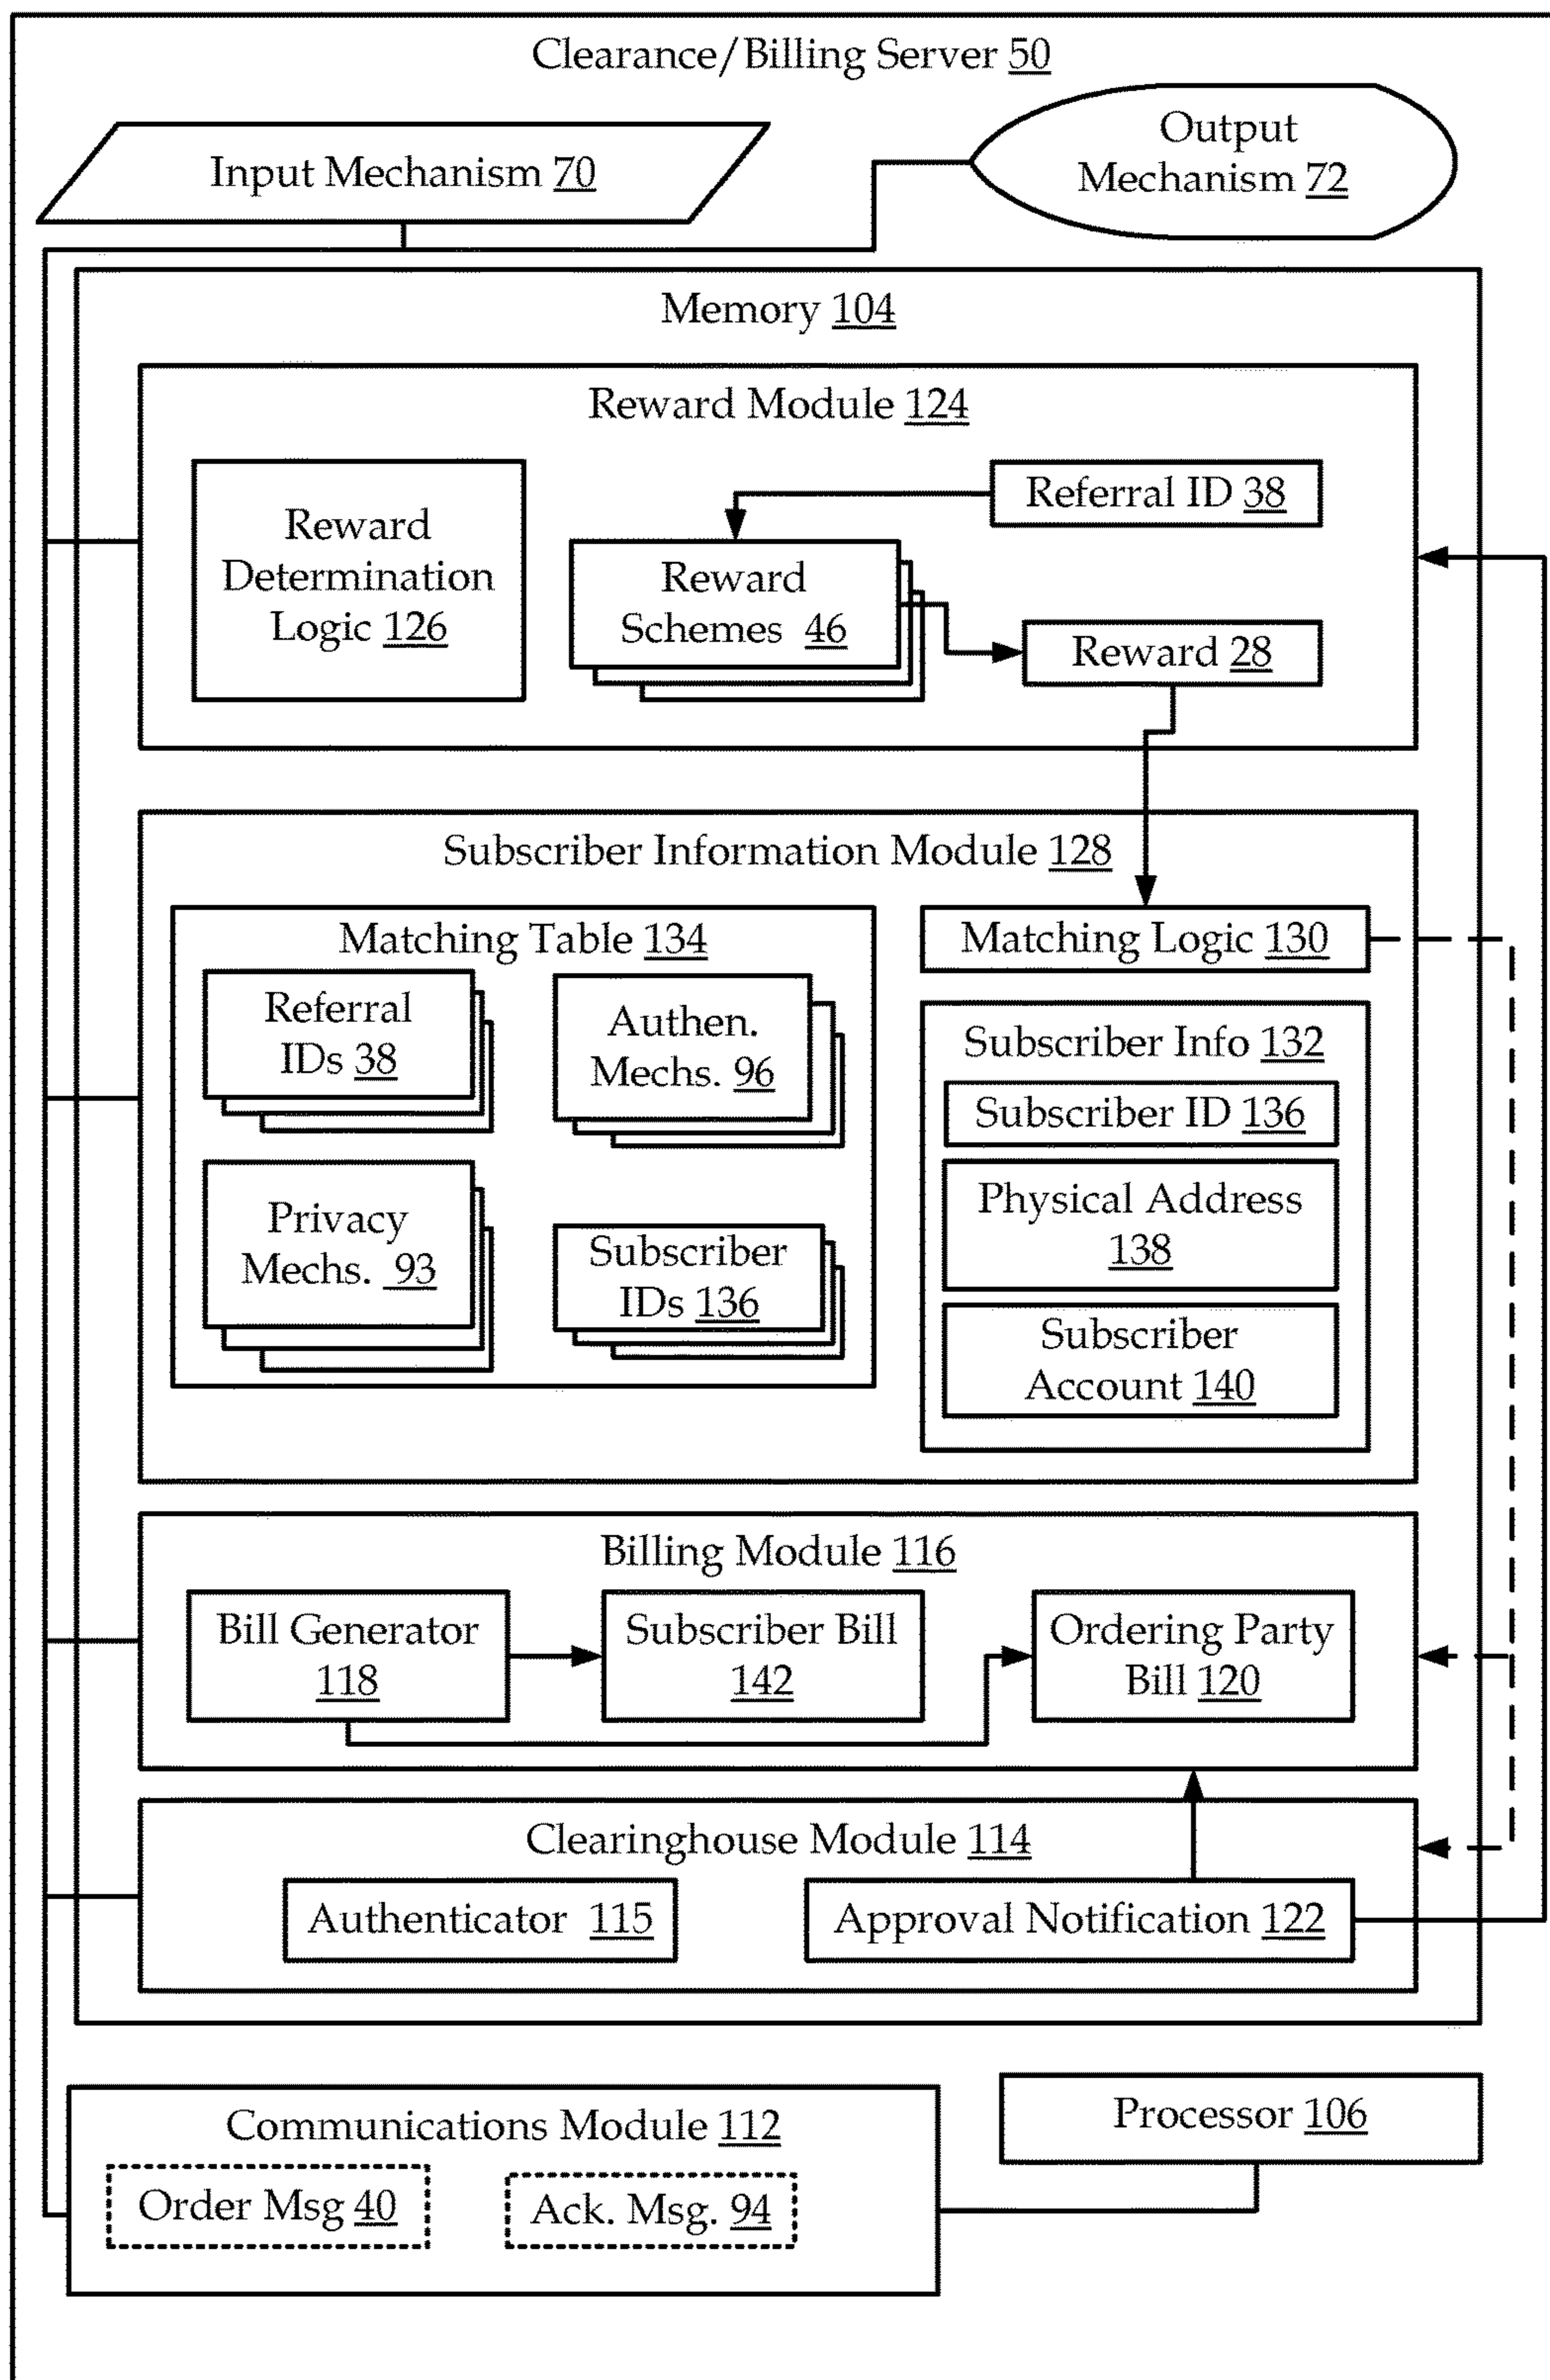 Clearance/Billing Server 50
Input Mechanism 70
Output
Mechanism 72
Memory 104
Reward Module 124
Reward
Determination
Logic 126
Referral ID 38
Reward
Schemes 46
Reward 28
Subscriber Information Module 128
Matching Table 134
Referral
IDs 38
Authen.
Mechs. 96
Privacy
Mechs. 93
Subscriber
IDs 136
Matching Logic 130
Subscriber Info 132
Subscriber ID 136
Physical Address
138
Subscriber
Account 140
Billing Module 116
Bill Generator
118
Subscriber Bill
142
Ordering Party
Bill 120
Clearinghouse Module 114
Authenticator 115
Approval Notification 122
Communications Module 112
Order Msg 40
Ack. Msg. 94
Processor 106